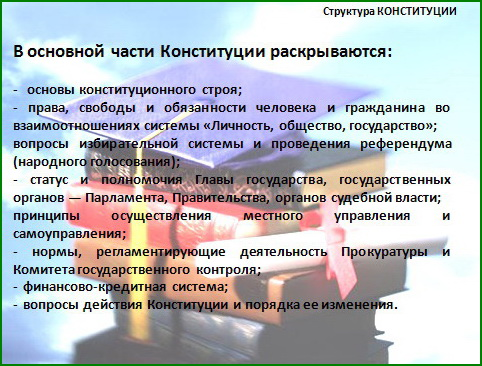 Структура КОНСТИТУЦИИ
В основной части Конституции раскрываются:
- основы конституционного строя;
- права, свободы и обязанности человека и гражданина во
взаимоотношениях системы «Личность, общество, государство»;
вопросы избирательной системы и проведения референдума
(народного голосования);
- статус и полномочия Главы государства, государственных
органов — Парламента, Правительства, органов судебной власти;
принципы осуществления местного управления и
самоуправления;
- нормы, регламентирующие деятельность Прокуратуры и
Комитета государственного контроля;
- финансово-кредитная система;
- вопросы действия Конституции и порядка ее изменения.